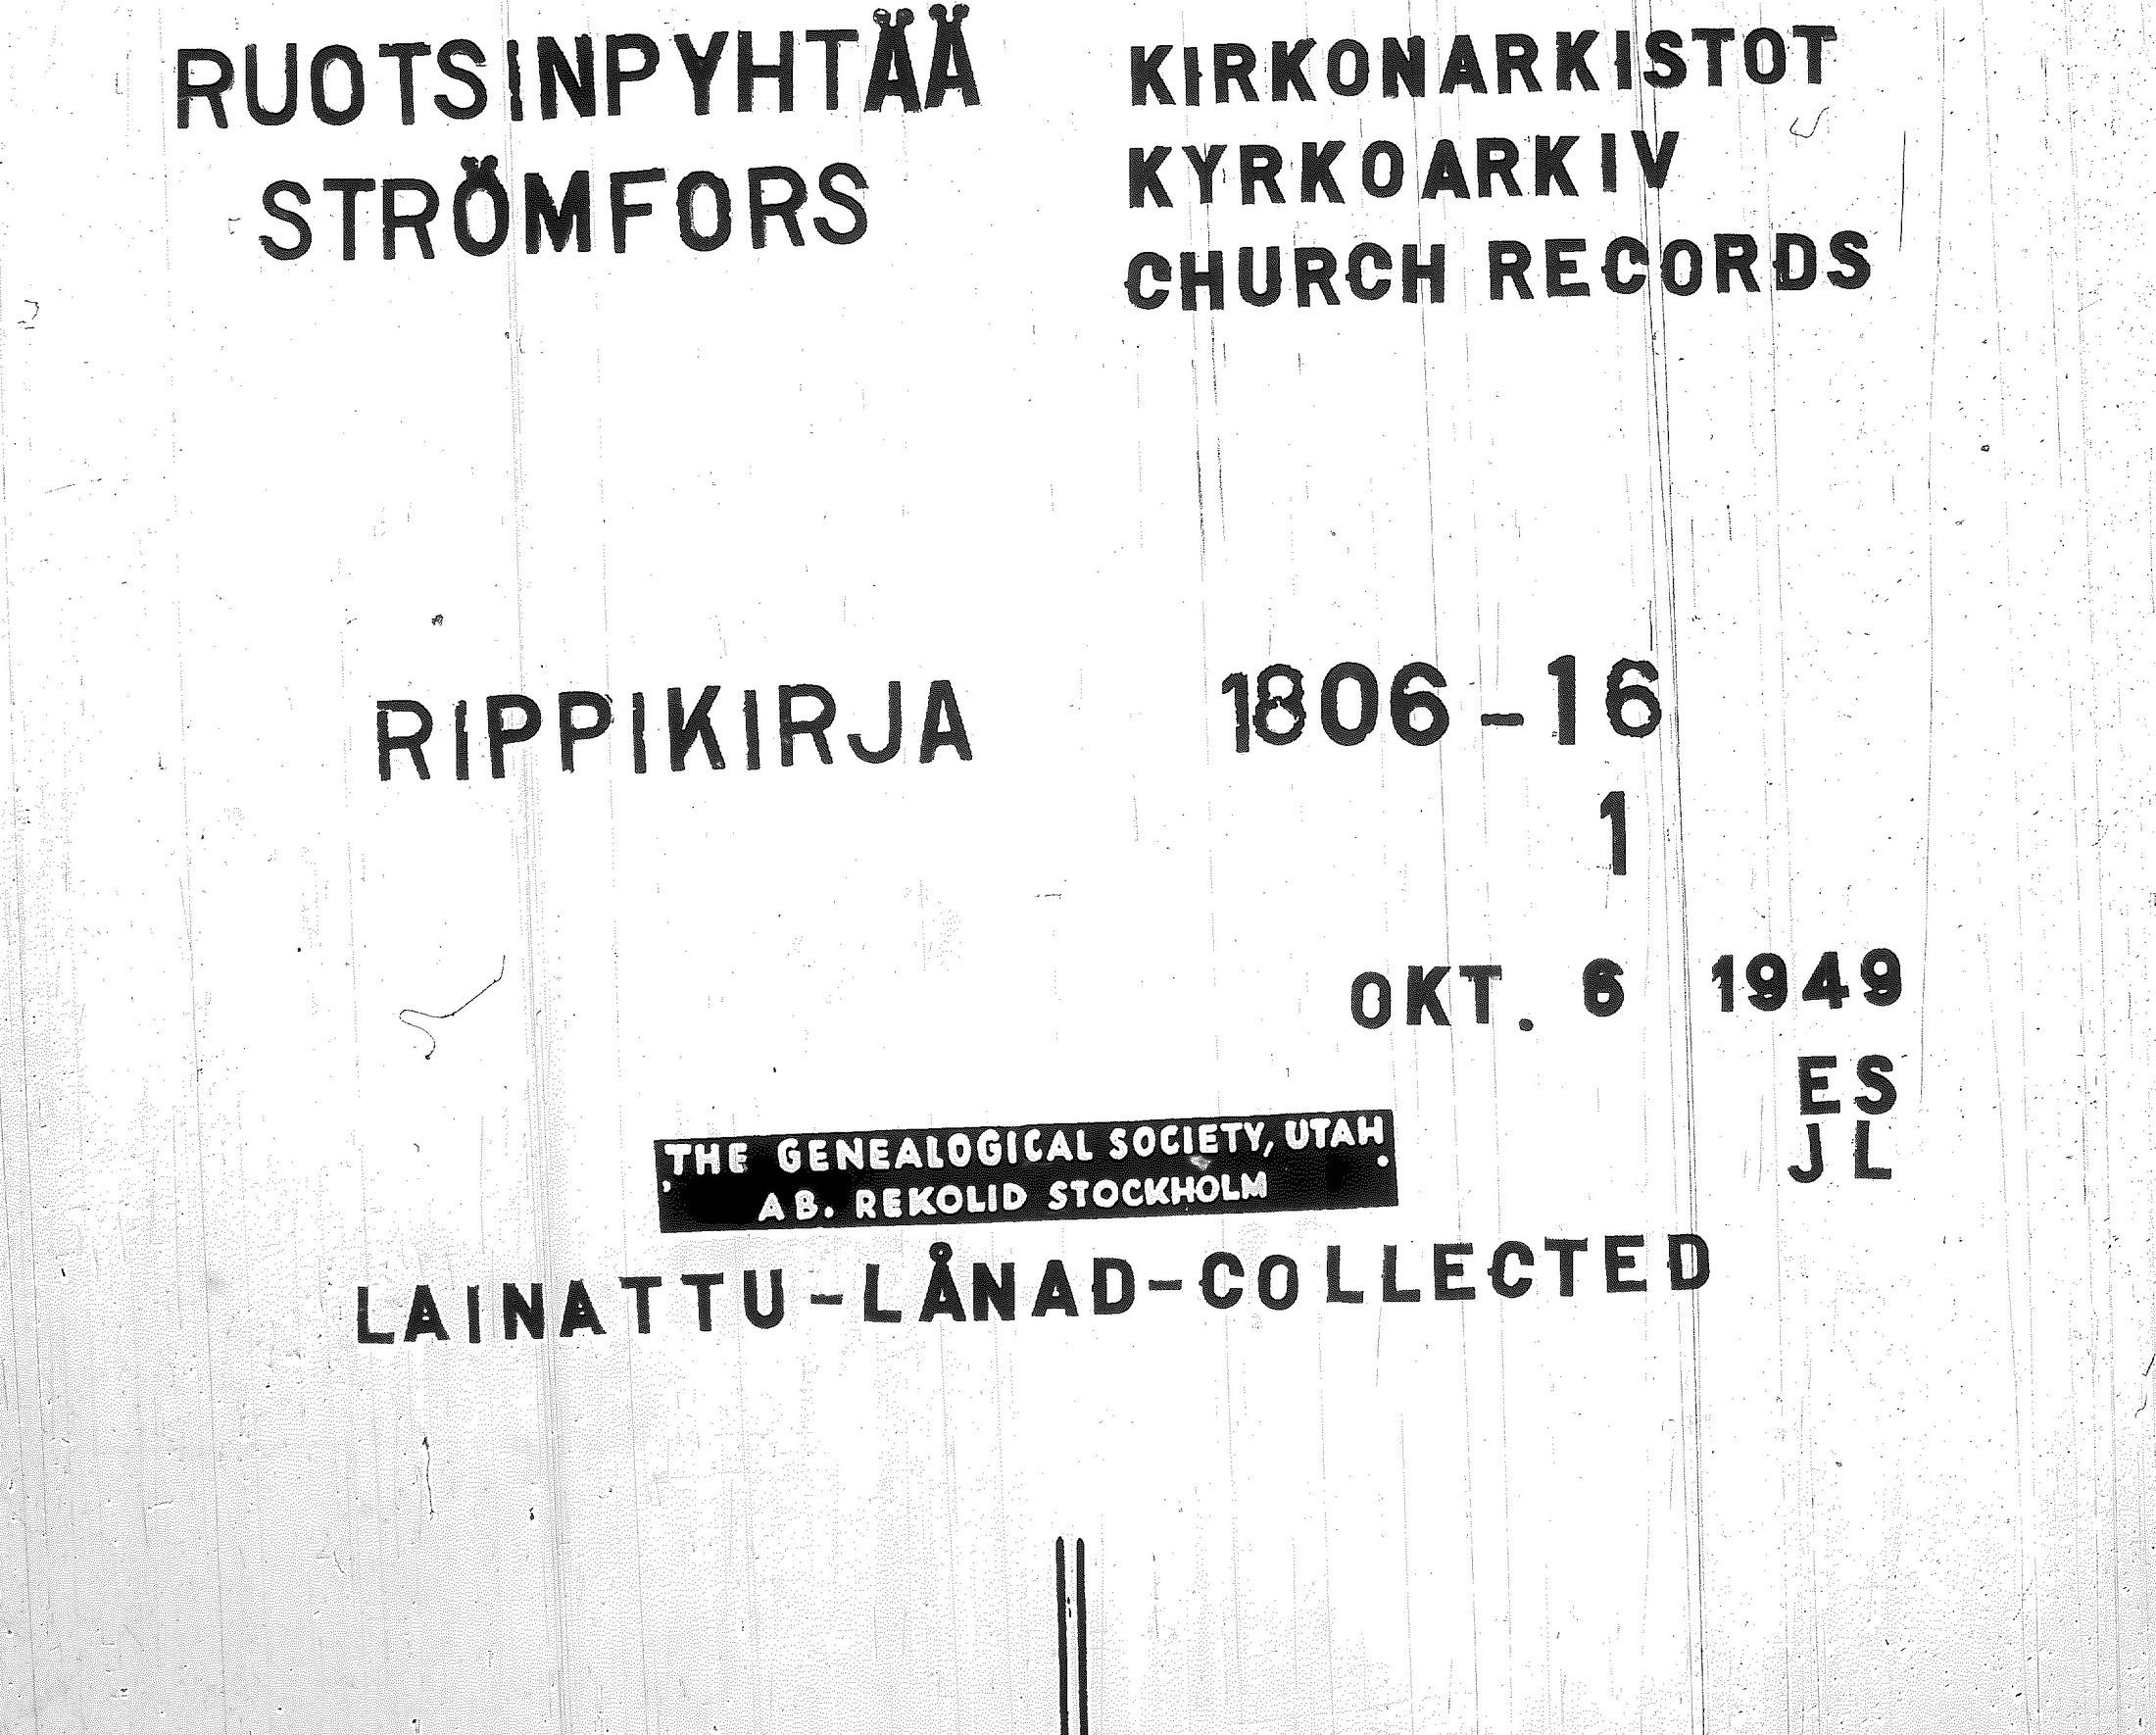 RUOTSINPYHTÄÄ
STRÖMFORS
KIRKONARKISTOT
KYRKOARKIV
CHURCH RECORDS
RIPPIKIRJA 1806-16
1
OKT. 6 1949
ES
JL
THE GENEALOGICAL SOCIETY, UTAH
AB. REKOLID STOCKHOLM
LAINATTU-LÅNAD-COLLECTED